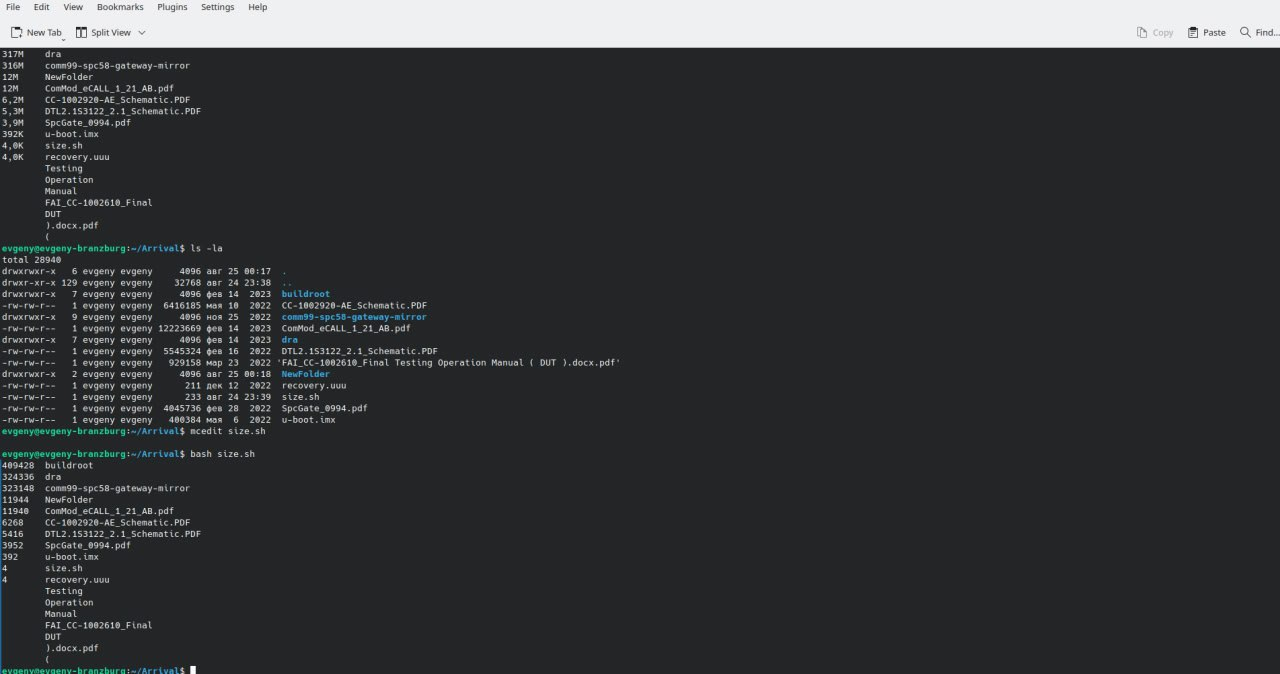 File Edit View Bookmarks Plugins Settings Help
New Tab Split View Copy Paste Find...
317M dra
316M comm99-spc58-gateway-mirror
12M NewFolder
12M ComMod_eCALL_1_21_AB.pdf
6,2M CC-1002920-AE_Schematic.PDF
5,3M DTL2.1S3122_2.1_Schematic.PDF
3,9M SpcGate_0994.pdf
392K u-boot.imx
4,0K size.sh
4,0K recovery.uuu
Testing
Operation
Manual
FAI_CC-1002610_Final
DUT
).docx.pdf
(
evgeny@evgeny-branzburg:~/Arrival$ ls -la
total 28940
drwxrwxr-x 6 evgeny evgeny 4096 авг 25 00:17 .
drwxr-xr-x 129 evgeny evgeny 32768 авг 24 23:38 ..
drwxrwxr-x 7 evgeny evgeny 4096 фев 14 2023 buildroot
-rw-rw-r-- 1 evgeny evgeny 6416185 мая 10 2022 CC-1002920-AE_Schematic.PDF
drwxrwxr-x 9 evgeny evgeny 4096 ноя 25 2022 comm99-spc58-gateway-mirror
-rw-rw-r-- 1 evgeny evgeny 12223669 фев 14 2023 ComMod_eCALL_1_21_AB.pdf
drwxrwxr-x 7 evgeny evgeny 4096 фев 14 2023 dra
-rw-rw-r-- 1 evgeny evgeny 5545324 фев 16 2022 DTL2.1S3122_2.1_Schematic.PDF
-rw-rw-r-- 1 evgeny evgeny 929158 мар 23 2022 'FAI_CC-1002610_Final Testing Operation Manual ( DUT ).docx.pdf'
drwxrwxr-x 2 evgeny evgeny 4096 авг 25 00:18 NewFolder
-rw-rw-r-- 1 evgeny evgeny 211 дек 12 2022 recovery.uuu
-rw-rw-r-- 1 evgeny evgeny 233 авг 24 23:39 size.sh
-rw-rw-r-- 1 evgeny evgeny 4045736 фев 28 2022 SpcGate_0994.pdf
-rw-rw-r-- 1 evgeny evgeny 400384 мая 6 2022 u-boot.imx
evgeny@evgeny-branzburg:~/Arrival$ mcedit size.sh
evgeny@evgeny-branzburg:~/Arrival$ bash size.sh
409428 buildroot
324336 dra
323148 comm99-spc58-gateway-mirror
11944 NewFolder
11940 ComMod_eCALL_1_21_AB.pdf
6268 CC-1002920-AE_Schematic.PDF
5416 DTL2.1S3122_2.1_Schematic.PDF
3952 SpcGate_0994.pdf
392 u-boot.imx
4 size.sh
4 recovery.uuu
Testing
Operation
Manual
FAI_CC-1002610_Final
DUT
).docx.pdf
(
evgeny@evgeny-branzburg:~/Arrival$